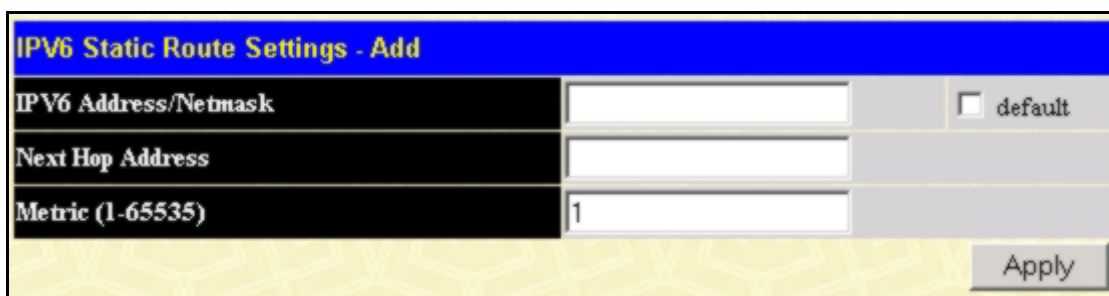 IPV6 Static Route Settings - Add
IPV6 Address/Netmask default
Next Hop Address
Metric (1-65535) 1
Apply